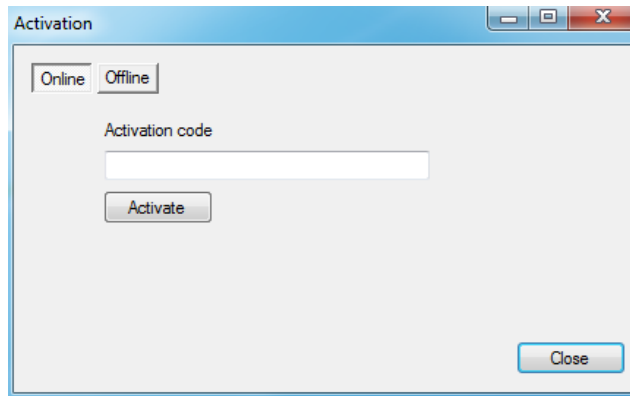 Activation
Online Offline
Activation code
Activate
Close